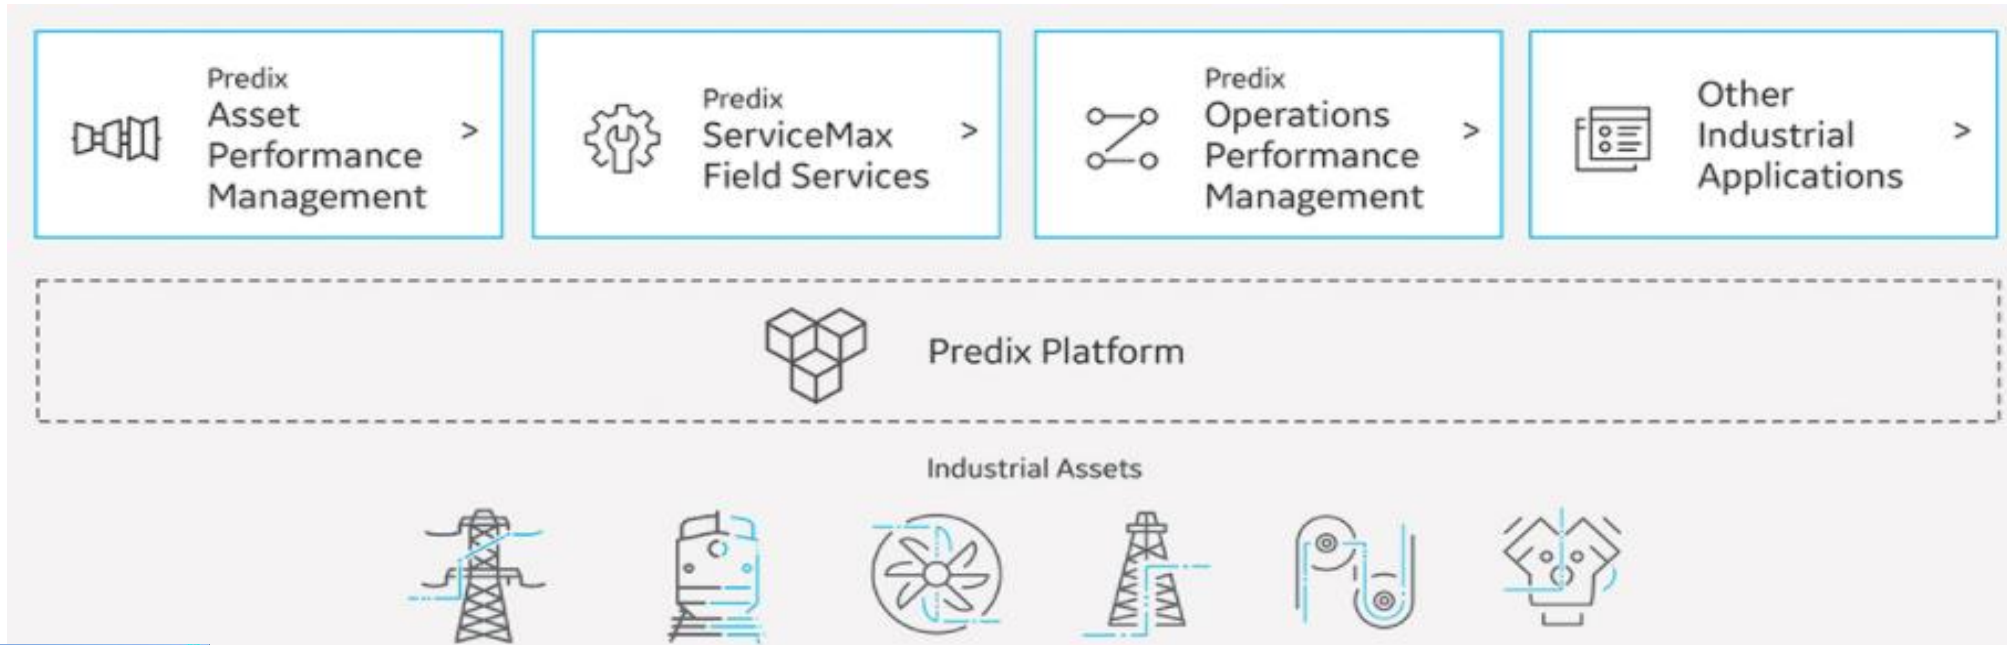 Predix
Asset
Performance
Management
>
Predix
ServiceMax
Field Services
>
Predix
Operations
Performance
Management
>
Other
Industrial
Applications
>
Predix Platform
Industrial Assets